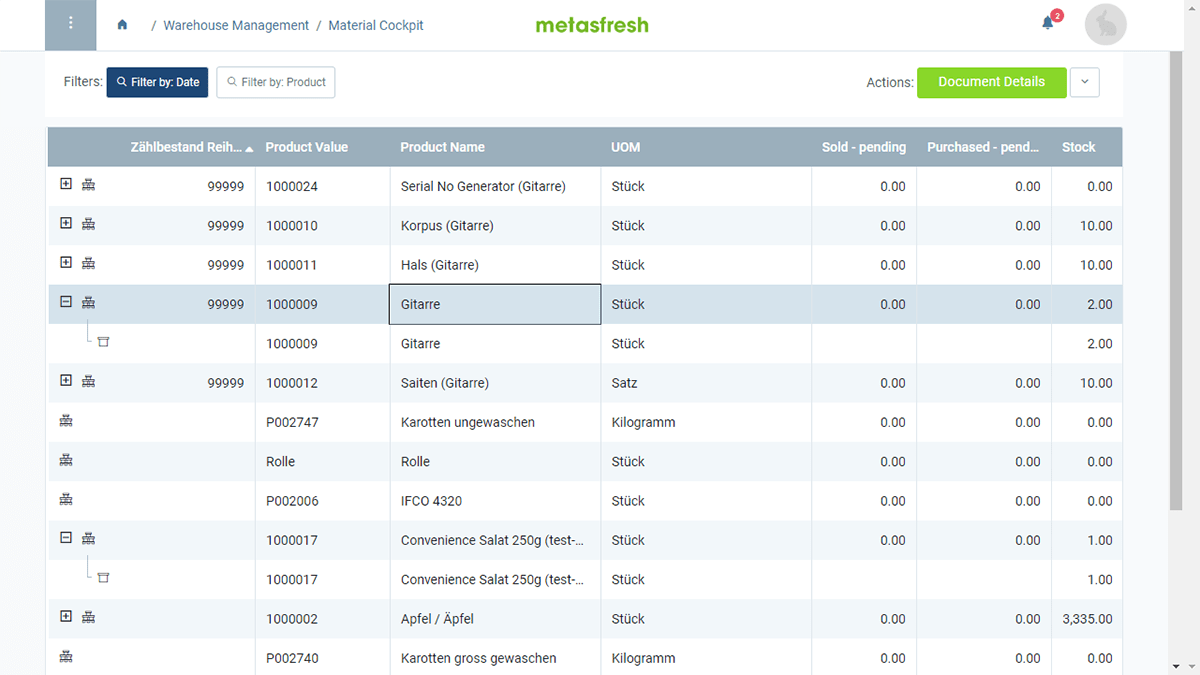 / Warehouse Management / Material Cockpit
metasfresh
2
Filters: Filter by: Date Filter by: Product
Actions: Document Details
Zählbestand Reih... Product Value Product Name UOM Sold - pending Purchased - pend... Stock
99999 1000024 Serial No Generator (Gitarre) Stück 0.00 0.00 0.00
99999 1000010 Korpus (Gitarre) Stück 0.00 0.00 10.00
99999 1000011 Hals (Gitarre) Stück 0.00 0.00 10.00
99999 1000009 Gitarre Stück 0.00 0.00 2.00
1000009 Gitarre Stück 2.00
99999 1000012 Saiten (Gitarre) Satz 0.00 0.00 10.00
P002747 Karotten ungewaschen Kilogramm 0.00 0.00 0.00
Rolle Rolle Stück 0.00 0.00 0.00
P002006 IFCO 4320 Stück 0.00 0.00 0.00
1000017 Convenience Salat 250g (test-... Stück 0.00 0.00 1.00
1000017 Convenience Salat 250g (test-... Stück 1.00
1000002 Apfel / Äpfel Stück 0.00 0.00 3,335.00
P002740 Karotten gross gewaschen Kilogramm 0.00 0.00 0.00